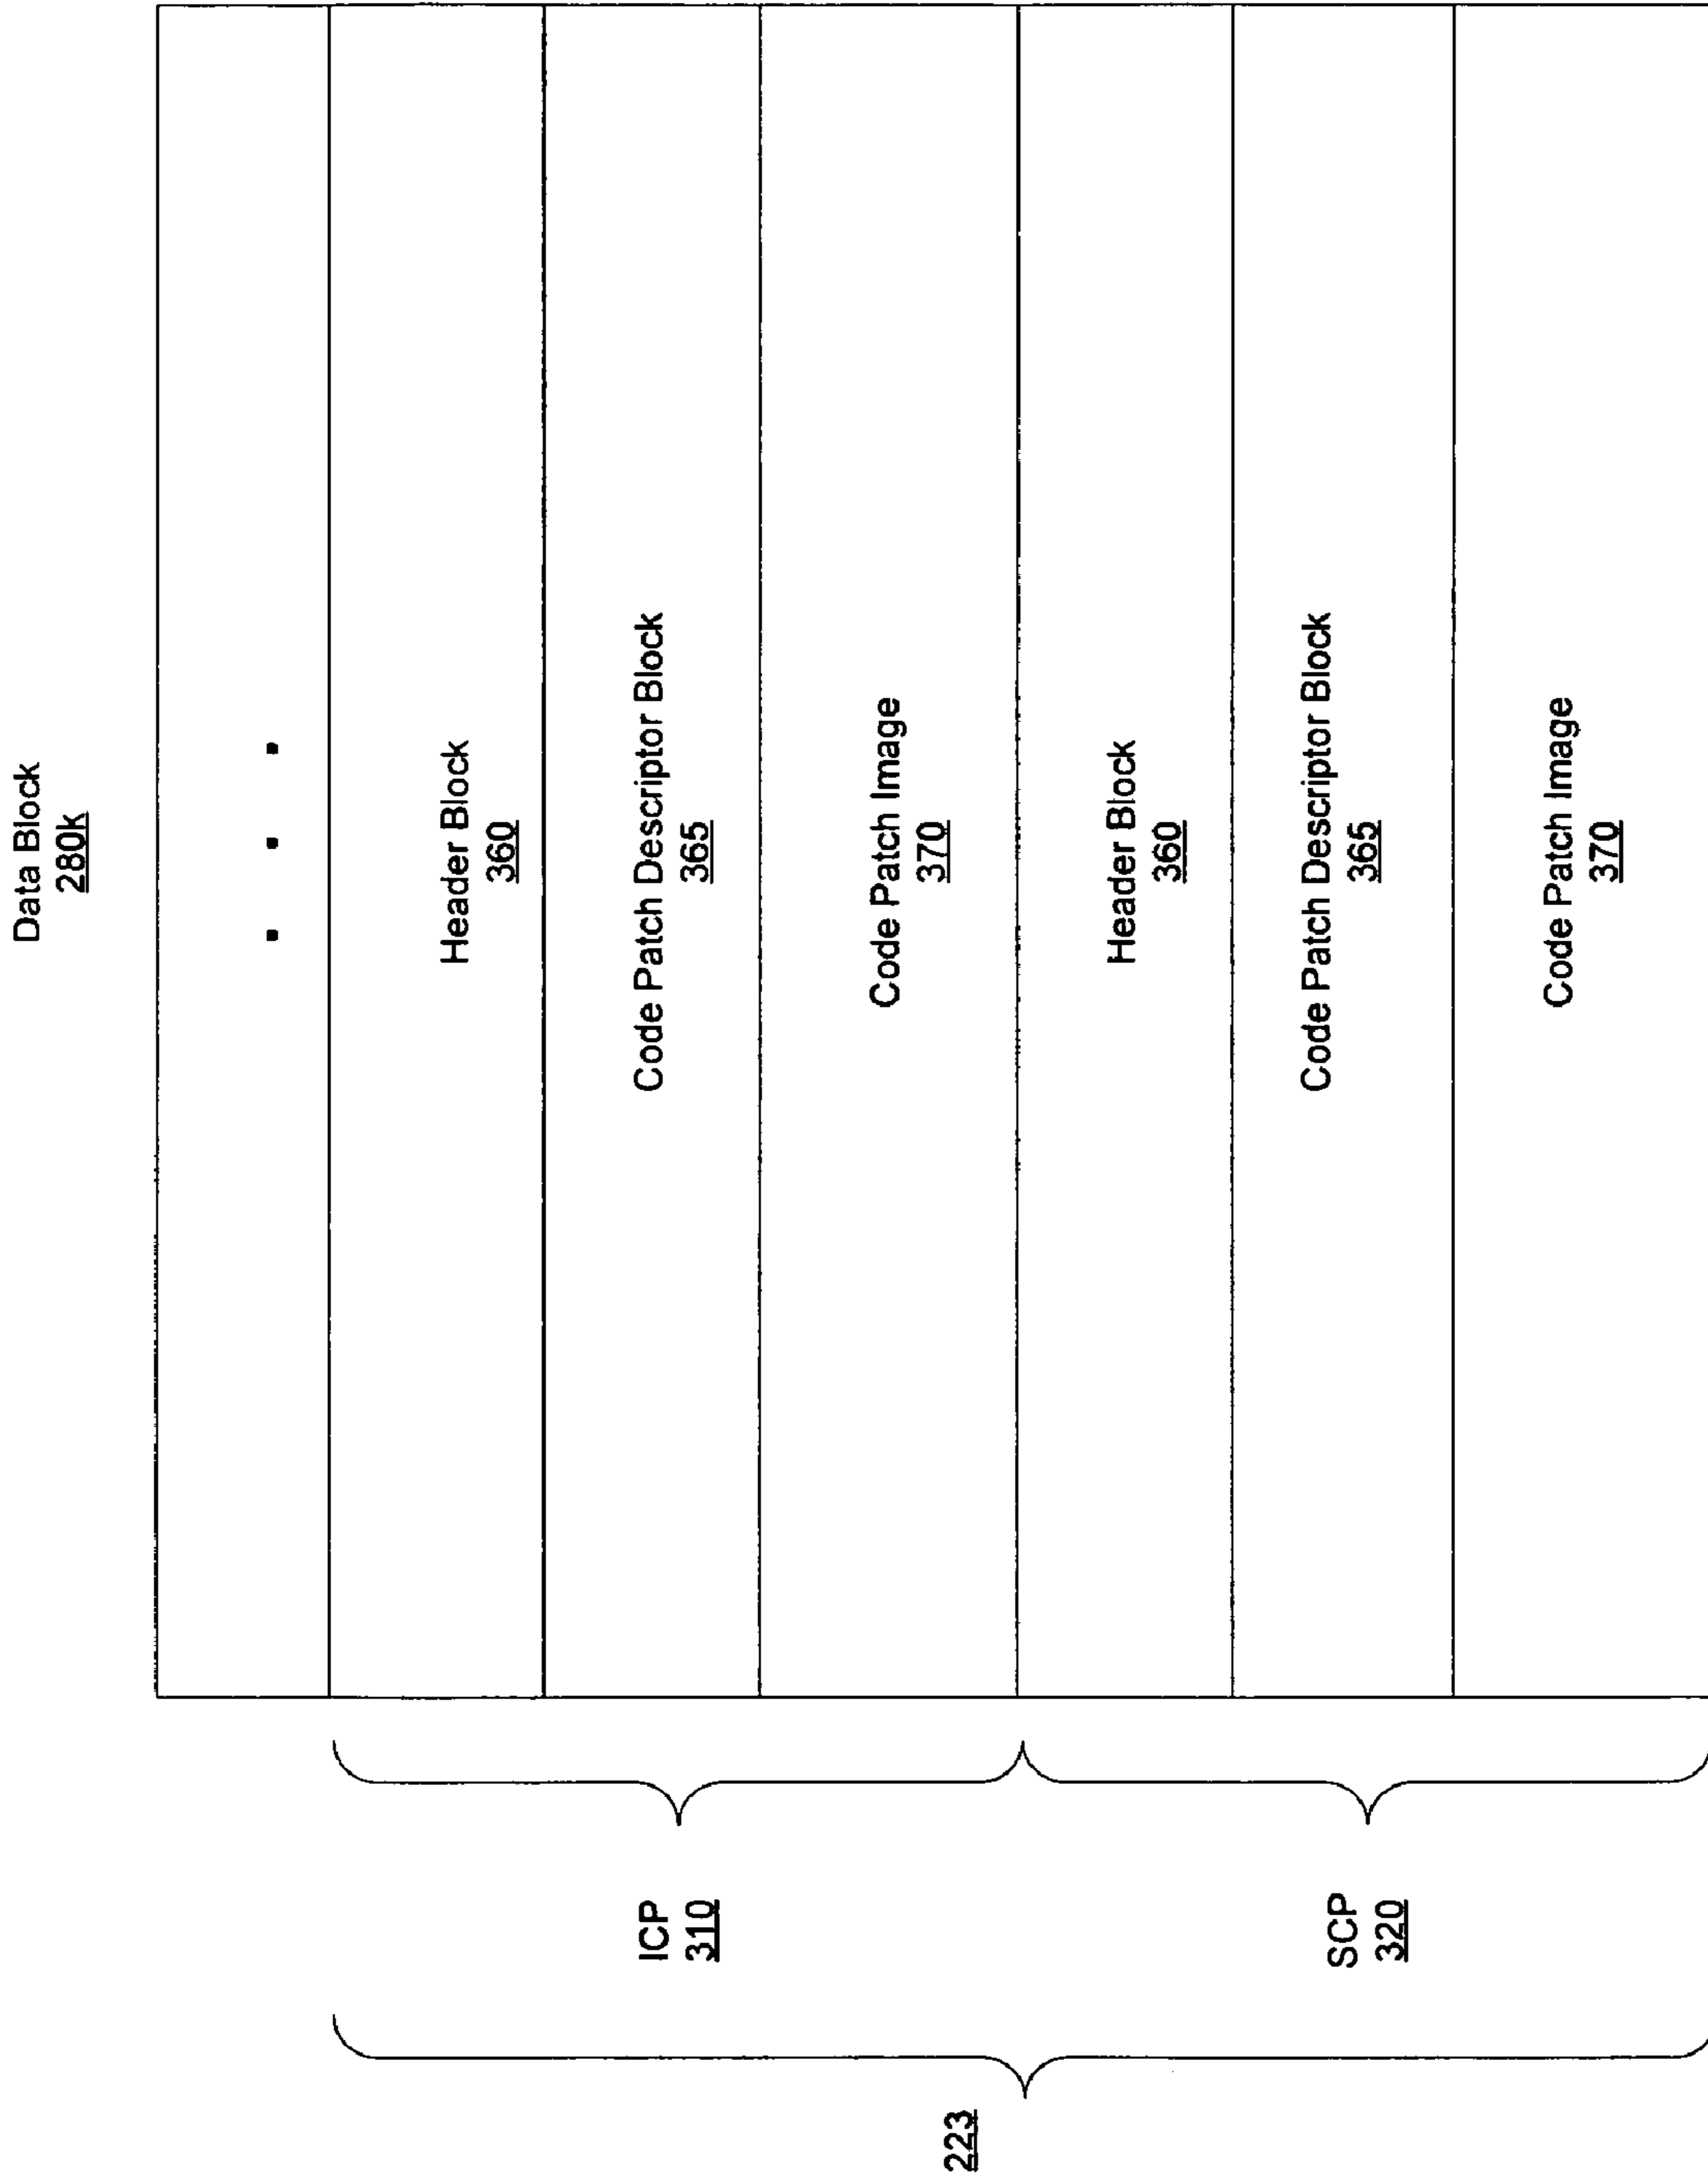 Data Block
280k
. . .
Header Block
360
Code Patch Descriptor Block
365
Code Patch Image
370
Header Block
360
Code Patch Descriptor Block
365
Code Patch Image
370
ICP
310
SCP
320
223